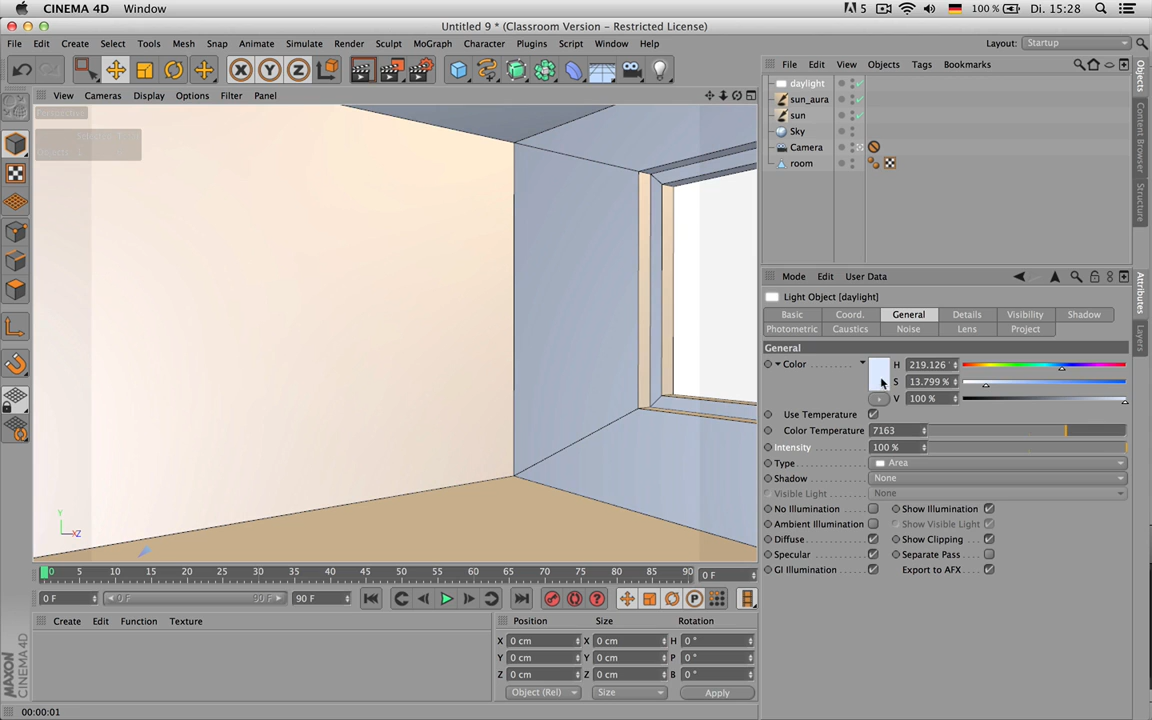 CINEMA 4D Window
5 100 % Di. 15:28
Untitled 9 * (Classroom Version - Restricted License)
File Edit Create Select Tools Mesh Snap Animate Simulate Render Sculpt MoGraph Character Plugins Script Window Help
Layout: Startup
View Cameras Display Options Filter Panel
File Edit View Objects Tags Bookmarks
daylight
sun_aura
sun
Sky
Camera
room
Objects
Content Browser
Structure
Attributes
Layers
Mode Edit User Data
Light Object [daylight]
Basic Coord. General Details Visibility Shadow
Photometric Caustics Noise Lens Project
General
Color H 219.126 °
S 13.799 %
V 100 %
Use Temperature
Color Temperature 7163
Intensity 100 %
Type Area
Shadow None
Visible Light None
No Illumination Show Illumination
Ambient Illumination Show Visible Light
Diffuse Show Clipping
Specular Separate Pass
GI Illumination Export to AFX
Y
XZ
0 5 10 15 20 25 30 35 40 45 50 55 60 65 70 75 80 85 90 0 F
0 F 0 F 90 F 90 F
Create Edit Function Texture
Position Size Rotation
X 0 cm X 0 cm H 0 °
Y 0 cm Y 0 cm P 0 °
Z 0 cm Z 0 cm B 0 °
Object (Rel) Size Apply
MAXON
CINEMA 4D
00:00:01